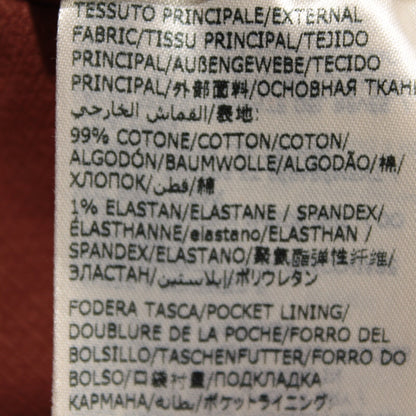 TESSUTO PRINCIPALE/EXTERNAL
FABRIC/TISSU PRINCIPAL/TEJIDO
PRINCIPAL/AUßENGEWEBE/TECIDO
PRINCIPAL/外部面料/ОСНОВНАЯ ТКАН
القماش الخارجي/表地:
99% COTONE/COTTON/COTON/
ALGODÓN/BAUMWOLLE/ALGODÃO/棉/
ХЛОПОК/قطن/綿
1% ELASTAN/ELASTANE / SPANDEX/
ÉLASTHANNE/elastano/ELASTHAN /
SPANDEX/ELASTANO/聚氨酯弹性纤维/
ЭЛАСТАН/إيلاستين/ポリウレタン
FODERA TASCA/POCKET LINING/
DOUBLURE DE LA POCHE/FORRO DEL
BOLSILLO/TASCHENFUTTER/FORRO DO
BOLSO/口袋衬量/ПОДКЛАДКА
КАРМАНА/بطانه/ポケットライニング